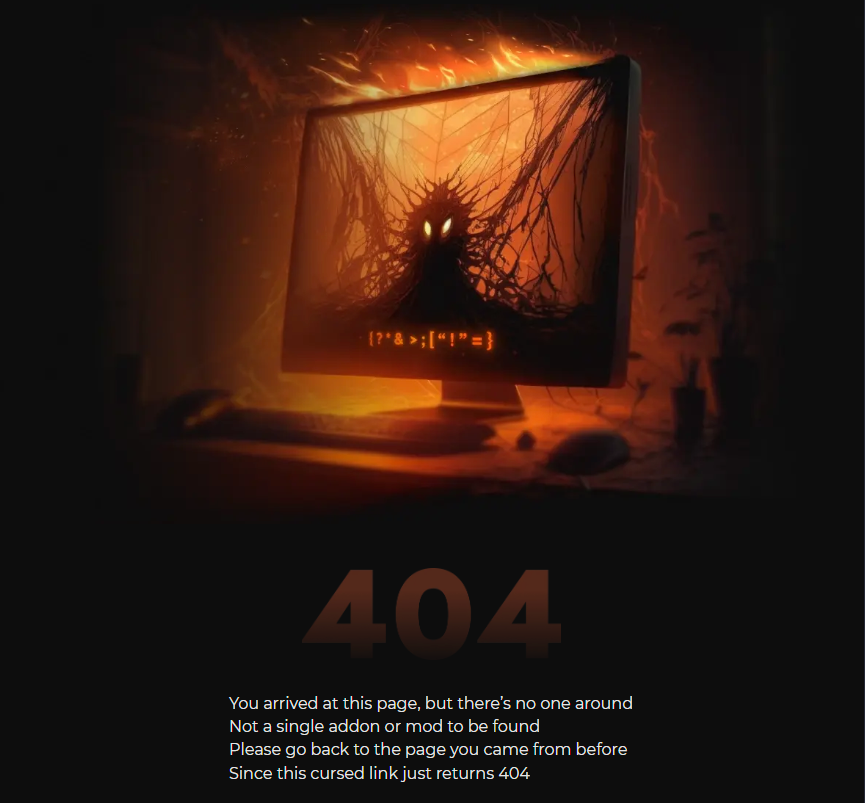 {?*& >;[“!”=}
404
You arrived at this page, but there’s no one around
Not a single addon or mod to be found
Please go back to the page you came from before
Since this cursed link just returns 404